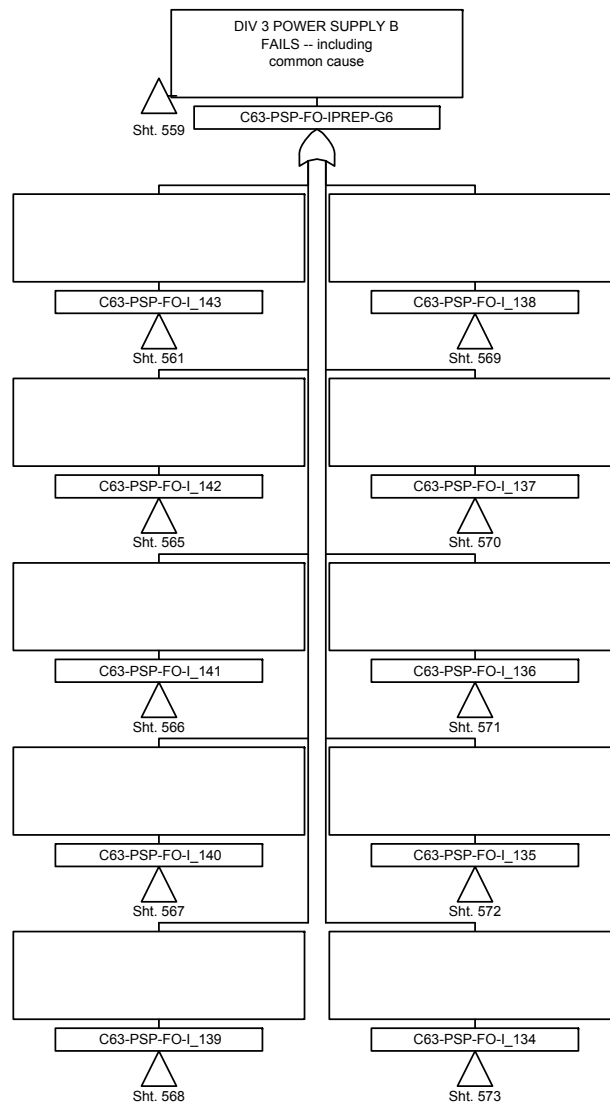 DIV 3 POWER SUPPLY B
FAILS -- including
common cause
Sht. 559
C63-PSP-FO-IPREP-G6
C63-PSP-FO-I_143
Sht. 561
C63-PSP-FO-I_138
Sht. 569
C63-PSP-FO-I_142
Sht. 565
C63-PSP-FO-I_137
Sht. 570
C63-PSP-FO-I_141
Sht. 566
C63-PSP-FO-I_136
Sht. 571
C63-PSP-FO-I_140
Sht. 567
C63-PSP-FO-I_135
Sht. 572
C63-PSP-FO-I_139
Sht. 568
C63-PSP-FO-I_134
Sht. 573